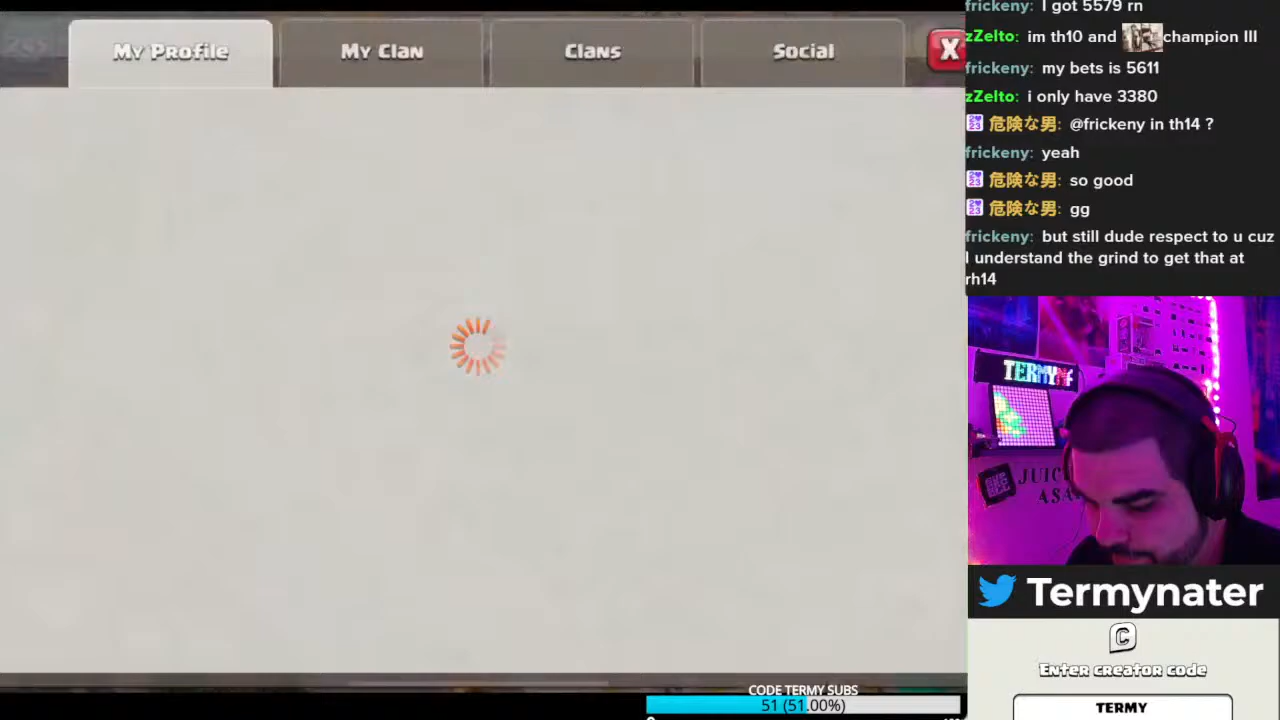 My Profile
My Clan
Clans
Social
X
frickeny: I got 5579 rn
zZelto: im th10 and champion III
frickeny: my bets is 5611
zZelto: i only have 3380
危険な男: @frickeny in th14 ?
frickeny: yeah
危険な男: so good
危険な男: gg
frickeny: but still dude respect to u cuz
I understand the grind to get that at
rh14
TERMYN
JUIC
ASA
Termynater
C
Enter creator code
TERMY
CODE TERMY SUBS
51 (51.00%)